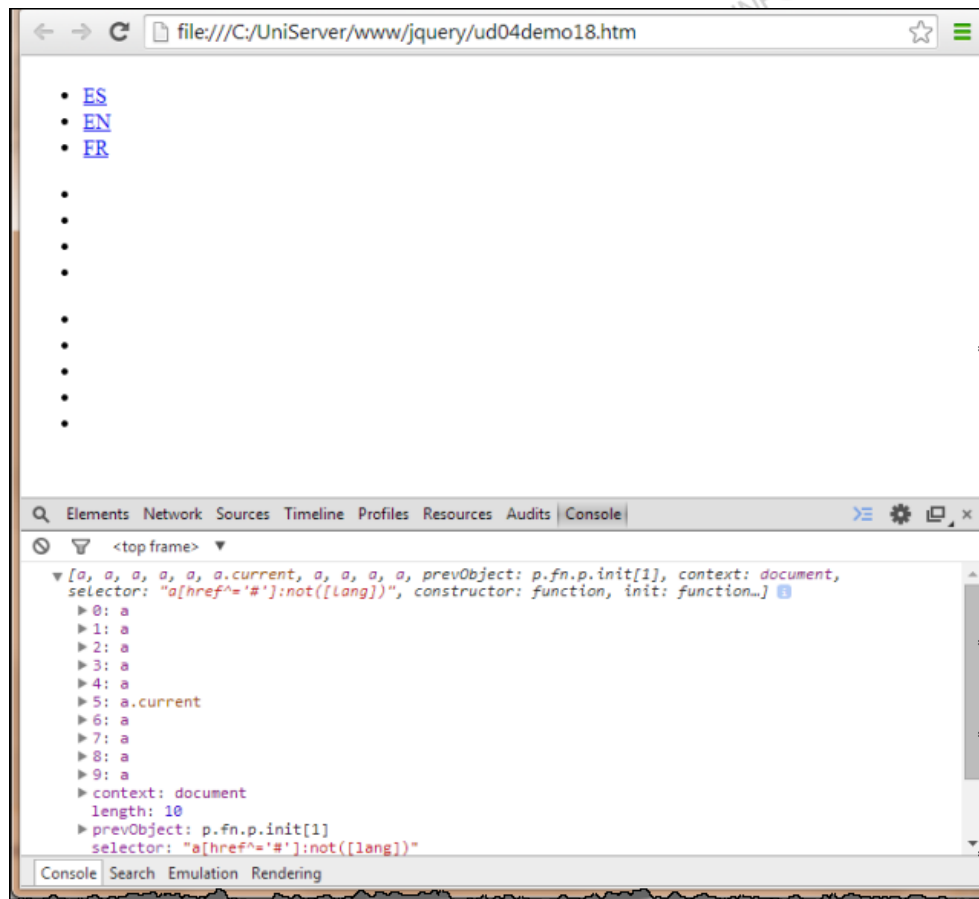 file:///C:/UniServer/www/jquery/ud04demo18.htm
• ES
• EN
• FR
•
•
•
•
•
•
•
•
•
Elements Network Sources Timeline Profiles Resources Audits Console
<top frame> ▼
▼ [a, a, a, a, a, a.current, a, a, a, a, prevObject: p.fn.p.init[1], context: document,
selector: "a[href^='#']:not([lang])", constructor: function, init: function…]
▶ 0: a
▶ 1: a
▶ 2: a
▶ 3: a
▶ 4: a
▶ 5: a.current
▶ 6: a
▶ 7: a
▶ 8: a
▶ 9: a
▶ context: document
length: 10
▶ prevObject: p.fn.p.init[1]
selector: "a[href^='#']:not([lang])"
Console Search Emulation Rendering